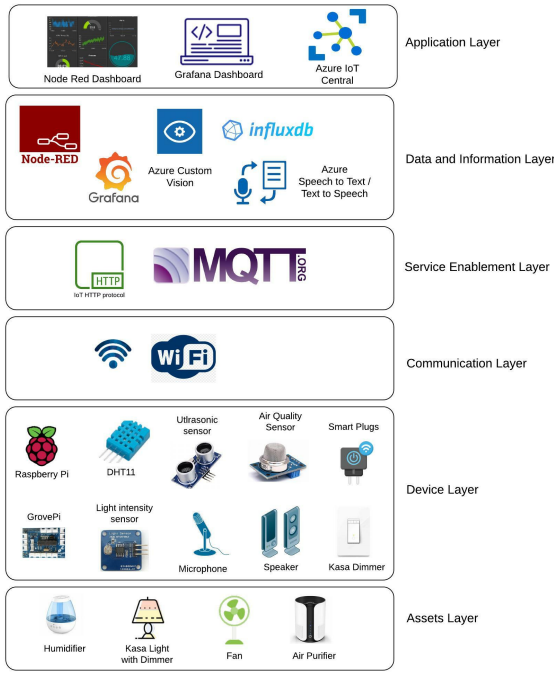 Application Layer
Node Red Dashboard
Grafana Dashboard
Azure IoT
Central
Data and Information Layer
Node-RED
Grafana
Azure Custom
Vision
influxdb
Azure
Speech to Text /
Text to Speech
Service Enablement Layer
HTTP
IoT HTTP protocol
MQTT
.ORG
Communication Layer
Wi Fi
Device Layer
Raspberry Pi
DHT11
Utlrasonic
sensor
Air Quality
Sensor
Smart Plugs
GrovePi
Light intensity
sensor
Microphone
Speaker
Kasa Dimmer
Assets Layer
Humidifier
Kasa Light
with Dimmer
Fan
Air Purifier